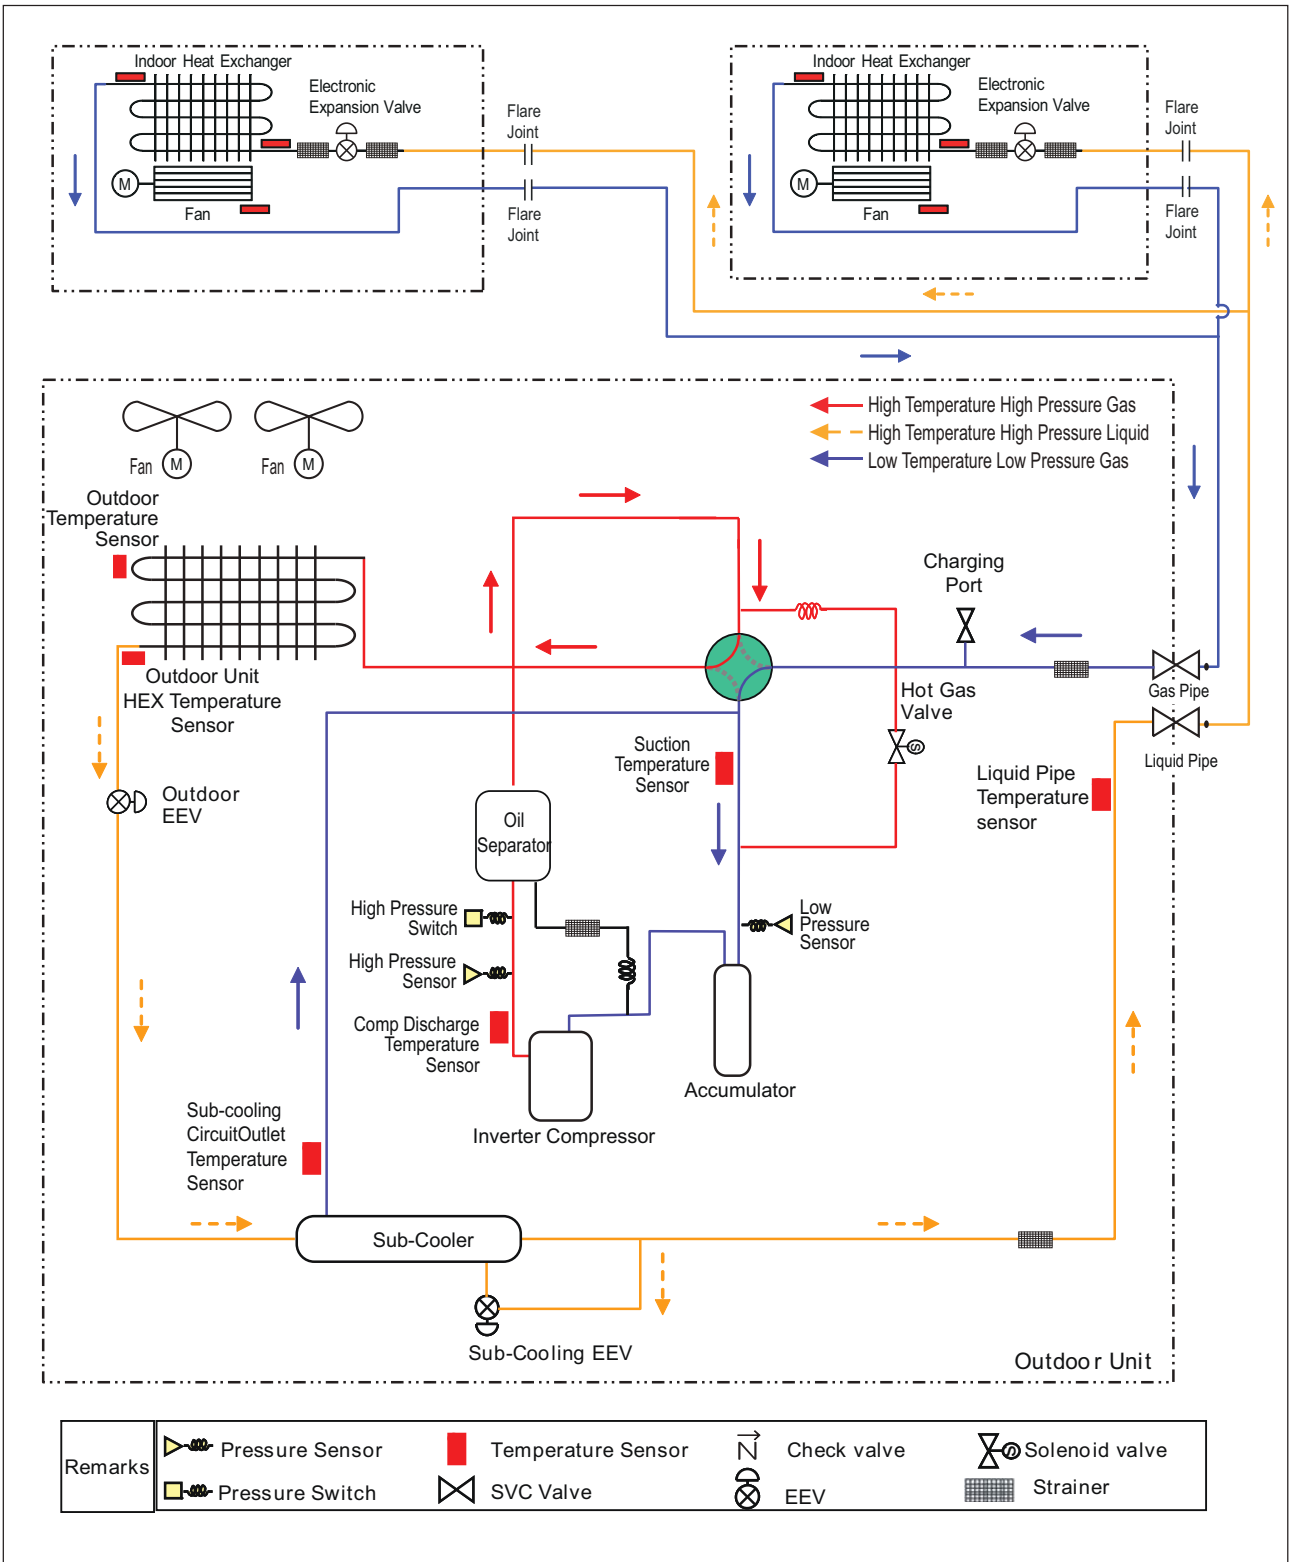 Indoor Heat Exchanger
Electronic
Expansion Valve
Flare
Joint
M
Fan
Flare
Joint
Indoor Heat Exchanger
Electronic
Expansion Valve
Flare
Joint
M
Fan
Flare
Joint
High Temperature High Pressure Gas
High Temperature High Pressure Liquid
Low Temperature Low Pressure Gas
Fan M
Fan M
Outdoor
Temperature
Sensor
Charging
Port
Outdoor Unit
HEX Temperature
Sensor
Gas Pipe
Hot Gas
Valve
S
Suction
Temperature
Sensor
Liquid Pipe
Liquid Pipe
Temperature
sensor
Outdoor
EEV
Oil
Separator
High Pressure
Switch
Low
Pressure
Sensor
High Pressure
Sensor
Comp Discharge
Temperature
Sensor
Accumulator
Inverter Compressor
Sub-cooling
CircuitOutlet
Temperature
Sensor
Sub-Cooler
Sub-Cooling EEV
Outdoor Unit
Remarks
Pressure Sensor
Temperature Sensor
Check valve
S
Solenoid valve
Pressure Switch
SVC Valve
EEV
Strainer